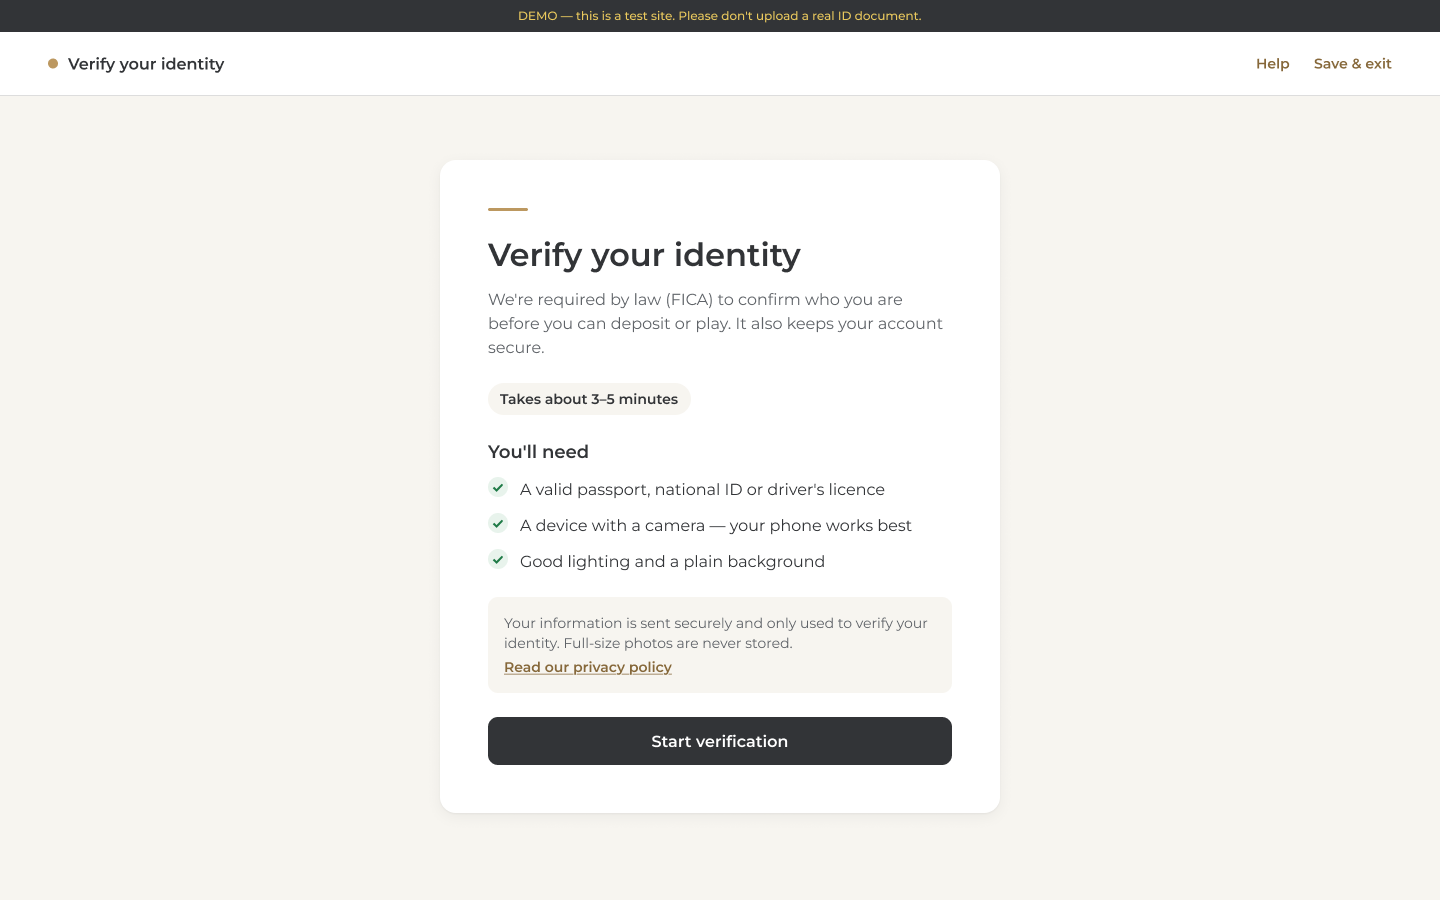 DEMO — this is a test site. Please don't upload a real ID document.
Verify your identity
Help
Save & exit
Verify your identity
We're required by law (FICA) to confirm who you are
before you can deposit or play. It also keeps your account
secure.
Takes about 3–5 minutes
You'll need
A valid passport, national ID or driver's licence
A device with a camera — your phone works best
Good lighting and a plain background
Your information is sent securely and only used to verify your
identity. Full-size photos are never stored.
Read our privacy policy
Start verification